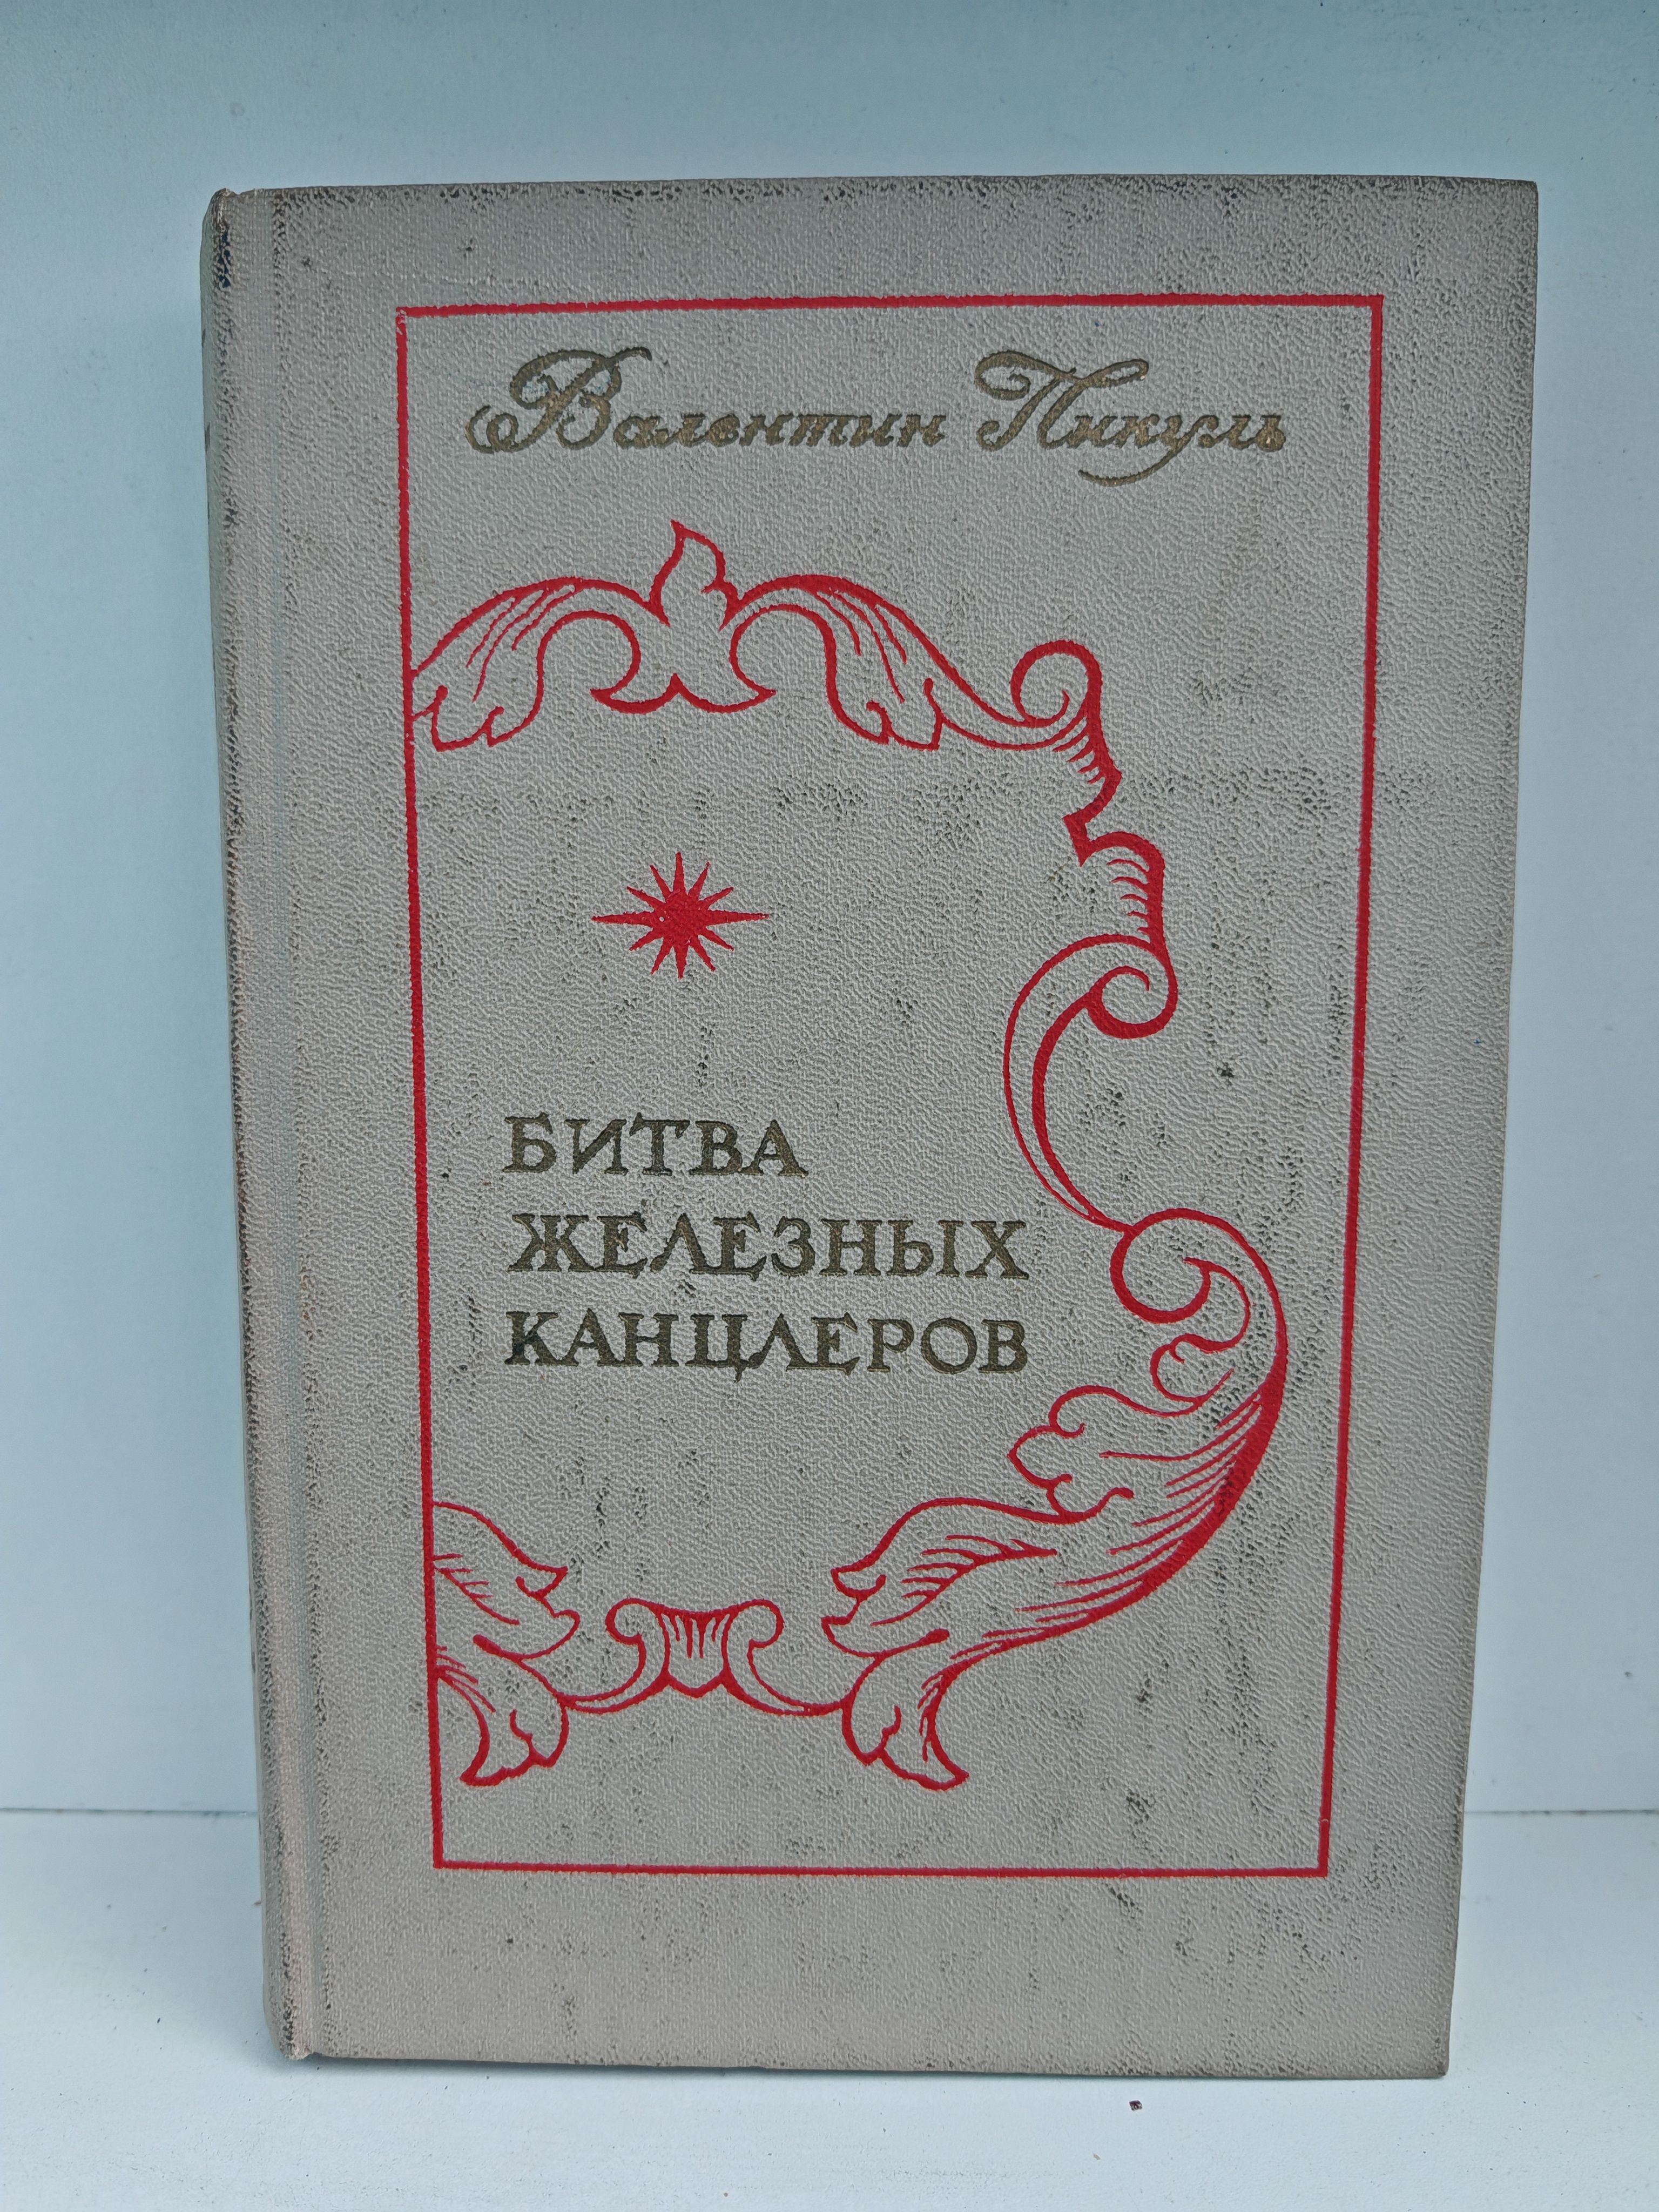 Валентин Пикуль
БИТВА
ЖЕЛЕЗНЫХ
КАНЦЛЕРОВ